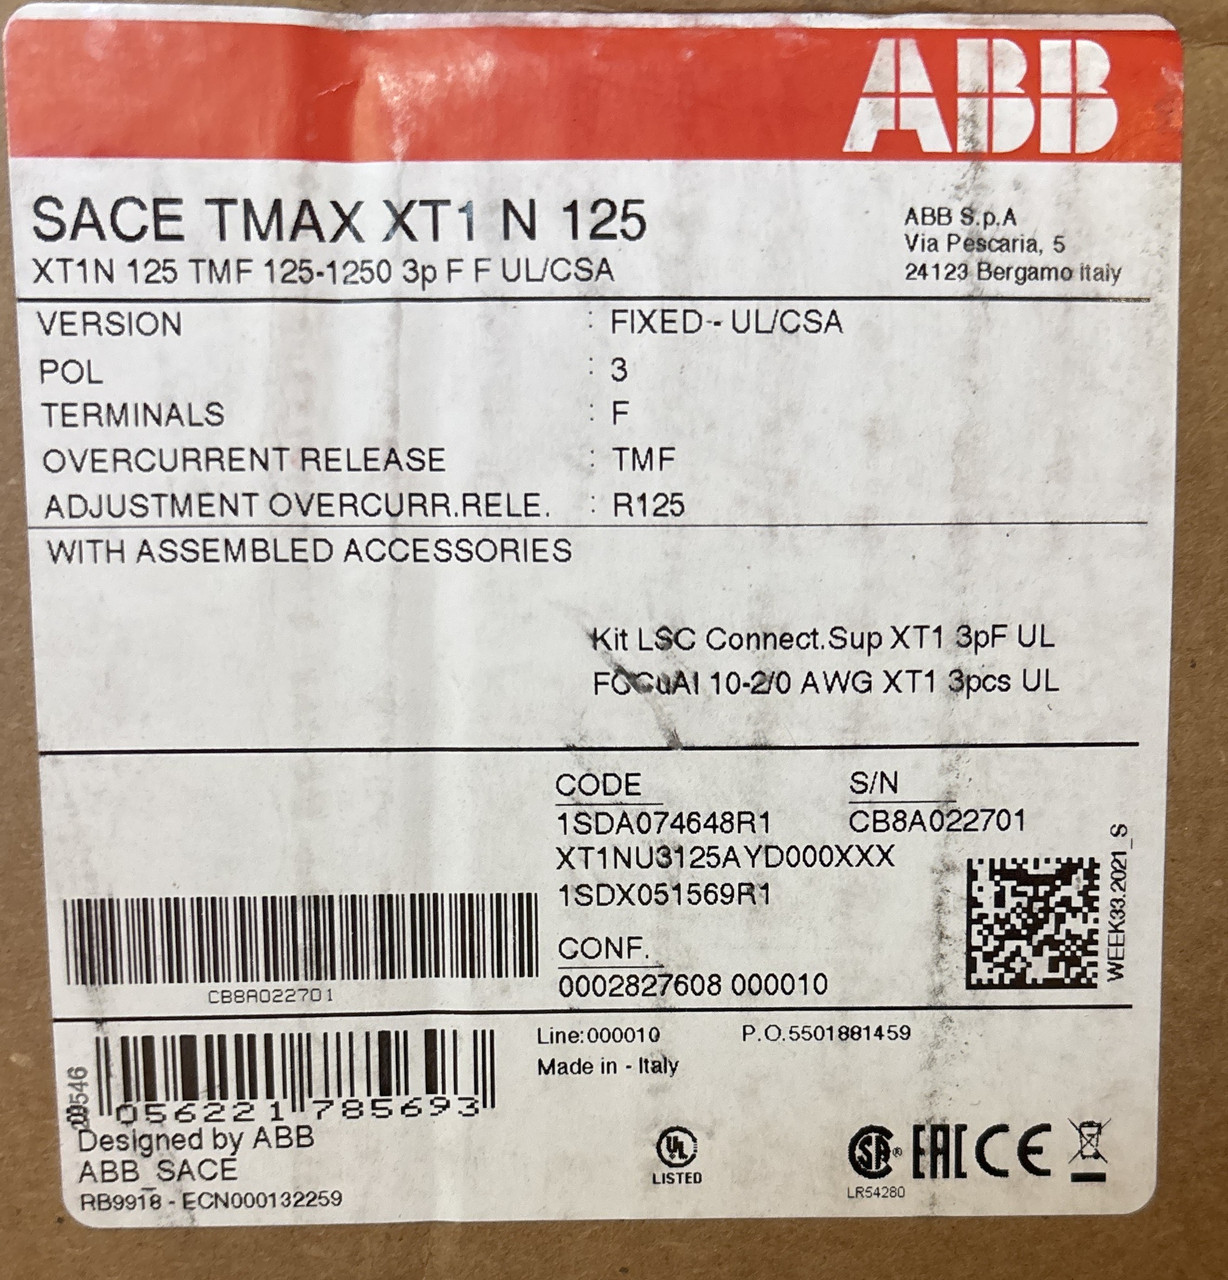 ABB
SACE TMAX XT1 N 125
XT1N 125 TMF 125-1250 3p F F UL/CSA
ABB S.p.A
Via Pescaria, 5
24123 Bergamo Italy
VERSION : FIXED - UL/CSA
POL : 3
TERMINALS : F
OVERCURRENT RELEASE : TMF
ADJUSTMENT OVERCURR.RELE. : R125
WITH ASSEMBLED ACCESSORIES
Kit LSC Connect.Sup XT1 3pF UL
FCCuAl 10-2/0 AWG XT1 3pcs UL
CODE
1SDA074648R1
XT1NU3125AYD000XXX
1SDX051569R1
S/N
CB8A022701
WEEK33.2021_S
CONF.
0002827608 000010
CB8A022701
Line:000010 P.O.5501881459
Made in - Italy
056221 785693
Designed by ABB
ABB_SACE
RB9918 - ECN000132259
UL
LISTED
SA
LR54280
EAC CE